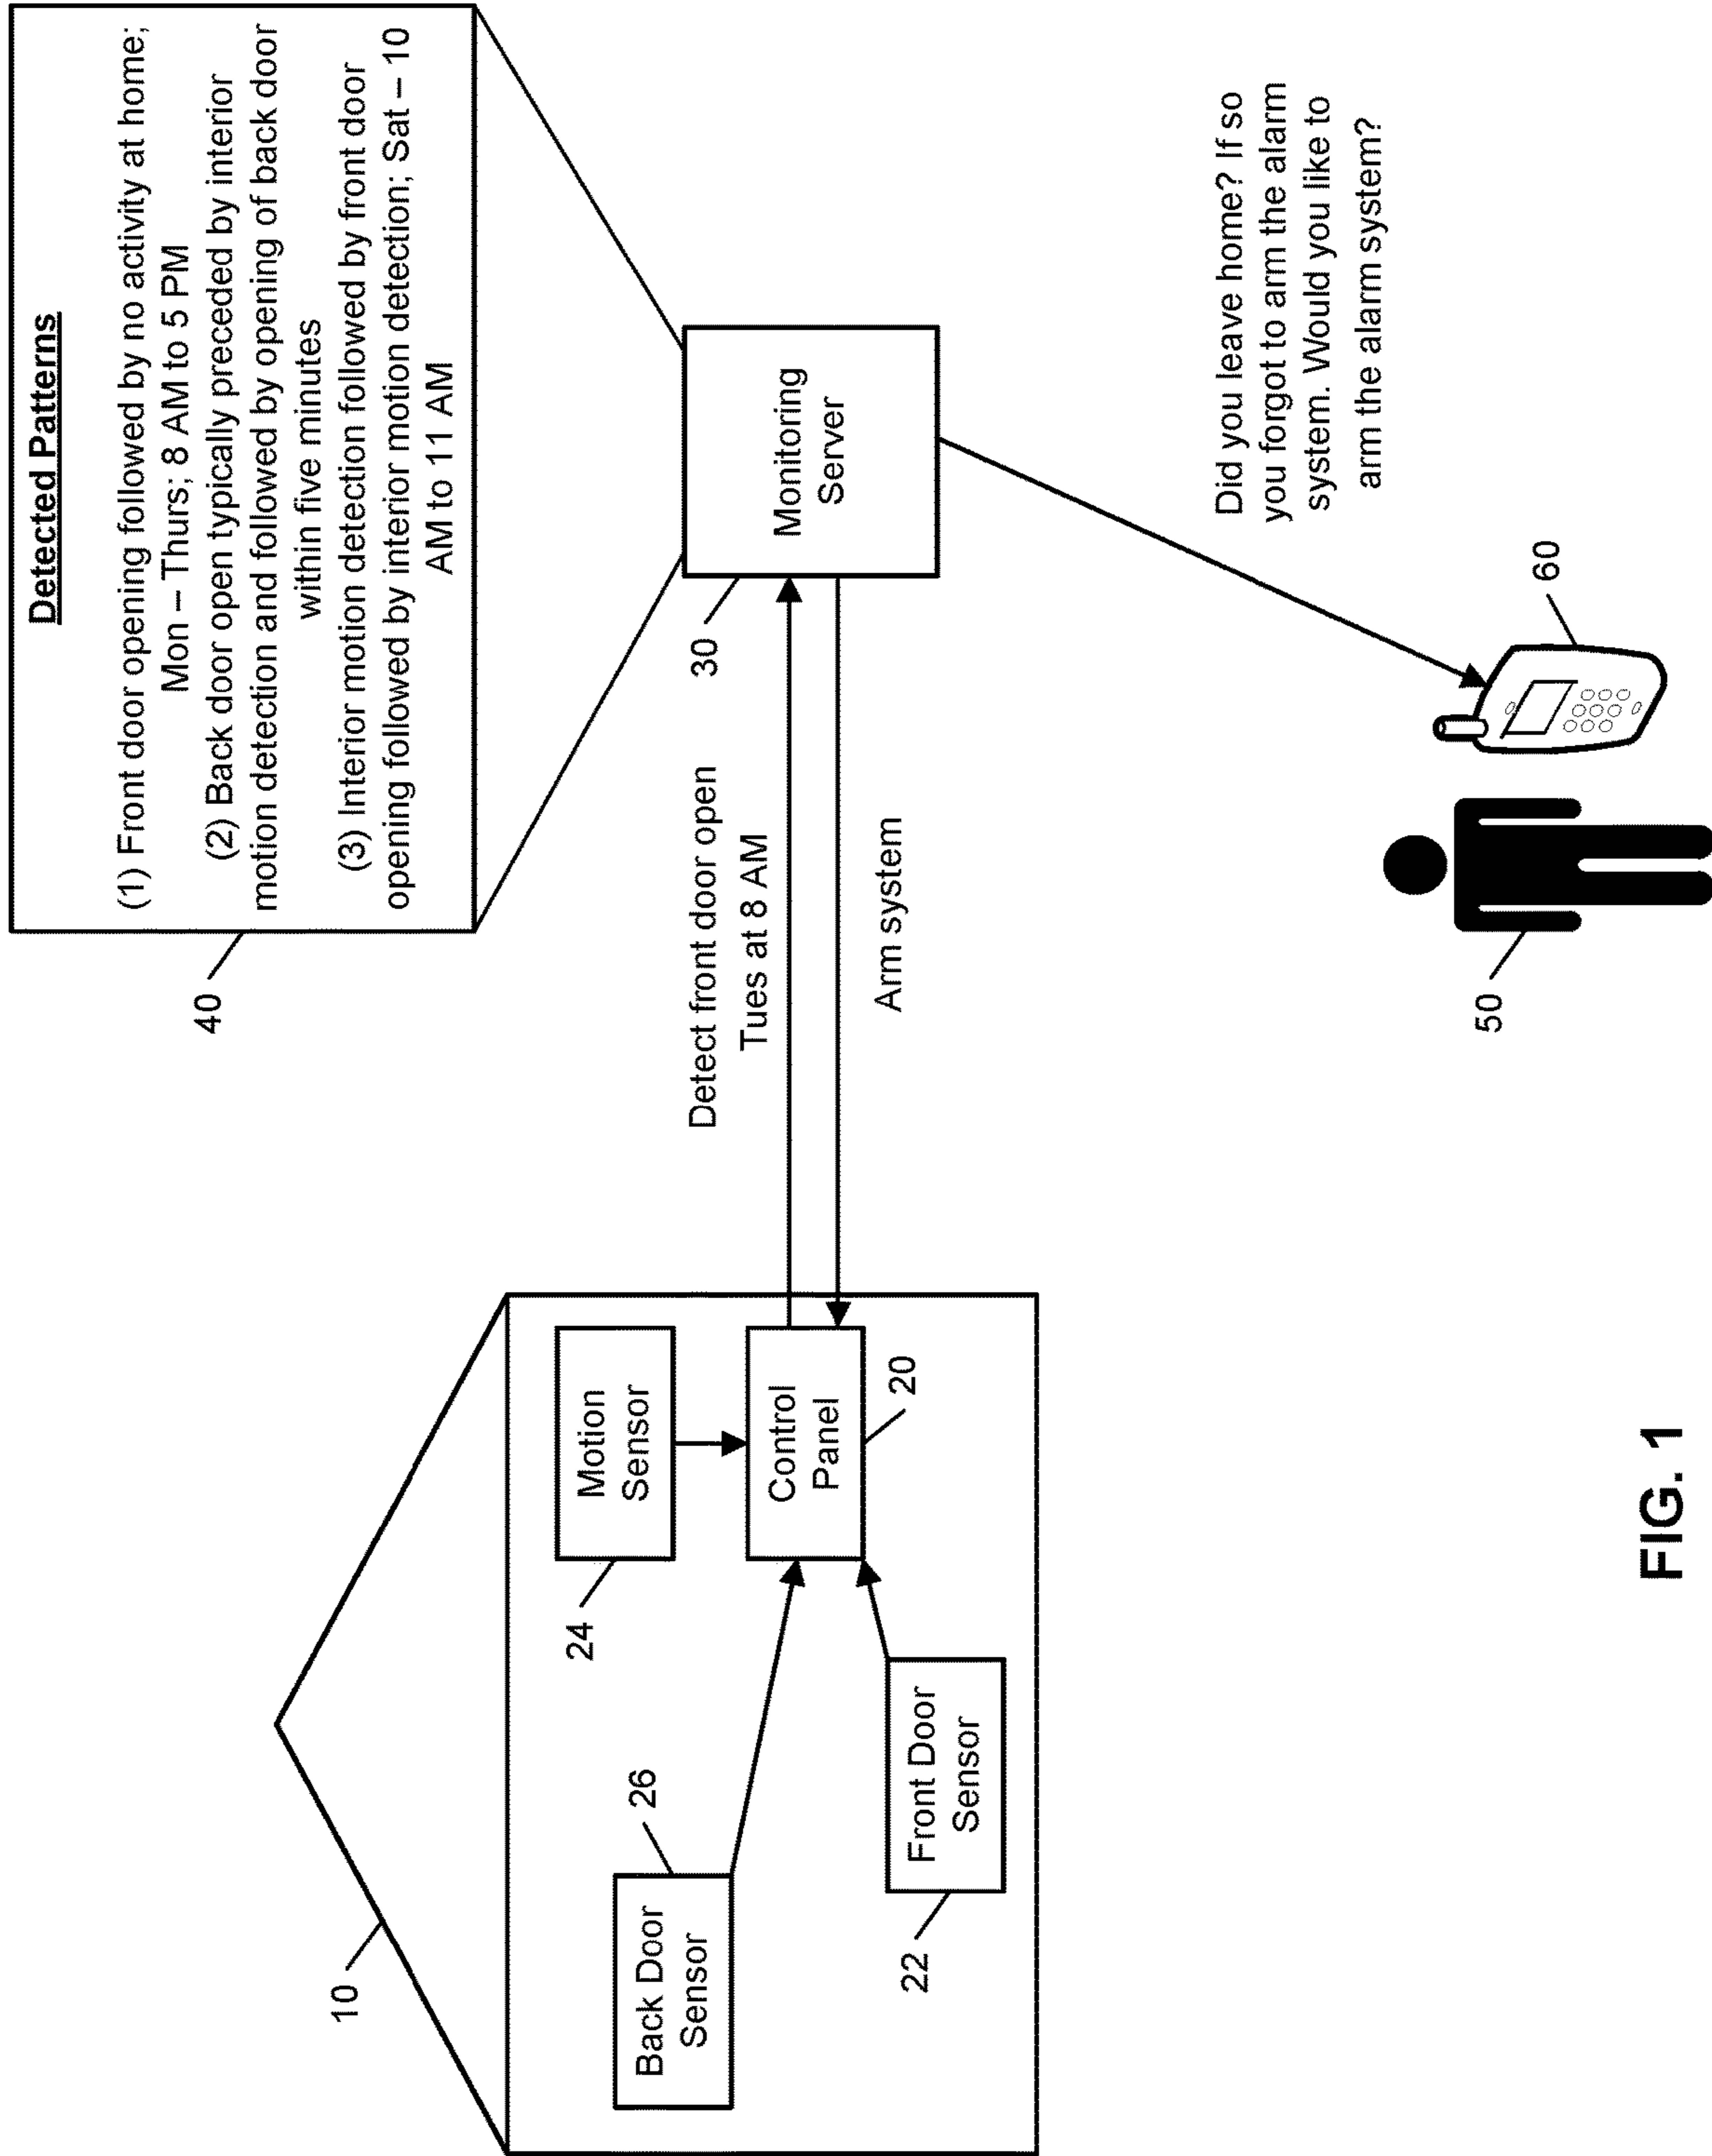 Detected Patterns
(1) Front door opening followed by no activity at home;
Mon – Thurs; 8 AM to 5 PM
(2) Back door open typically preceded by interior
motion detection and followed by opening of back door
within five minutes
(3) Interior motion detection followed by front door
opening followed by interior motion detection; Sat – 10
AM to 11 AM
40
10
Motion
Sensor
24
Back Door
Sensor
26
Control
Panel
20
Front Door
Sensor
22
Detect front door open
Tues at 8 AM
Arm system
30
Monitoring
Server
Did you leave home? If so
you forgot to arm the alarm
system. Would you like to
arm the alarm system?
50
60
FIG. 1